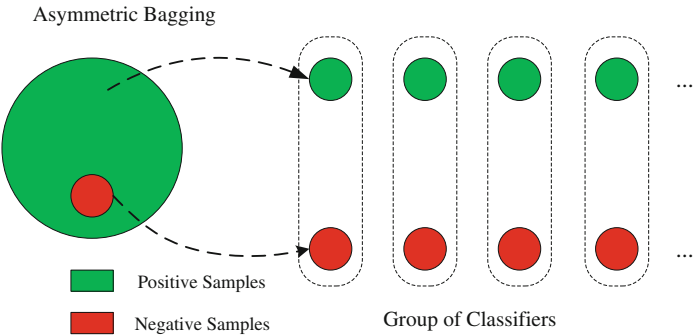 Asymmetric Bagging
...
...
Positive Samples
Negative Samples
Group of Classifiers